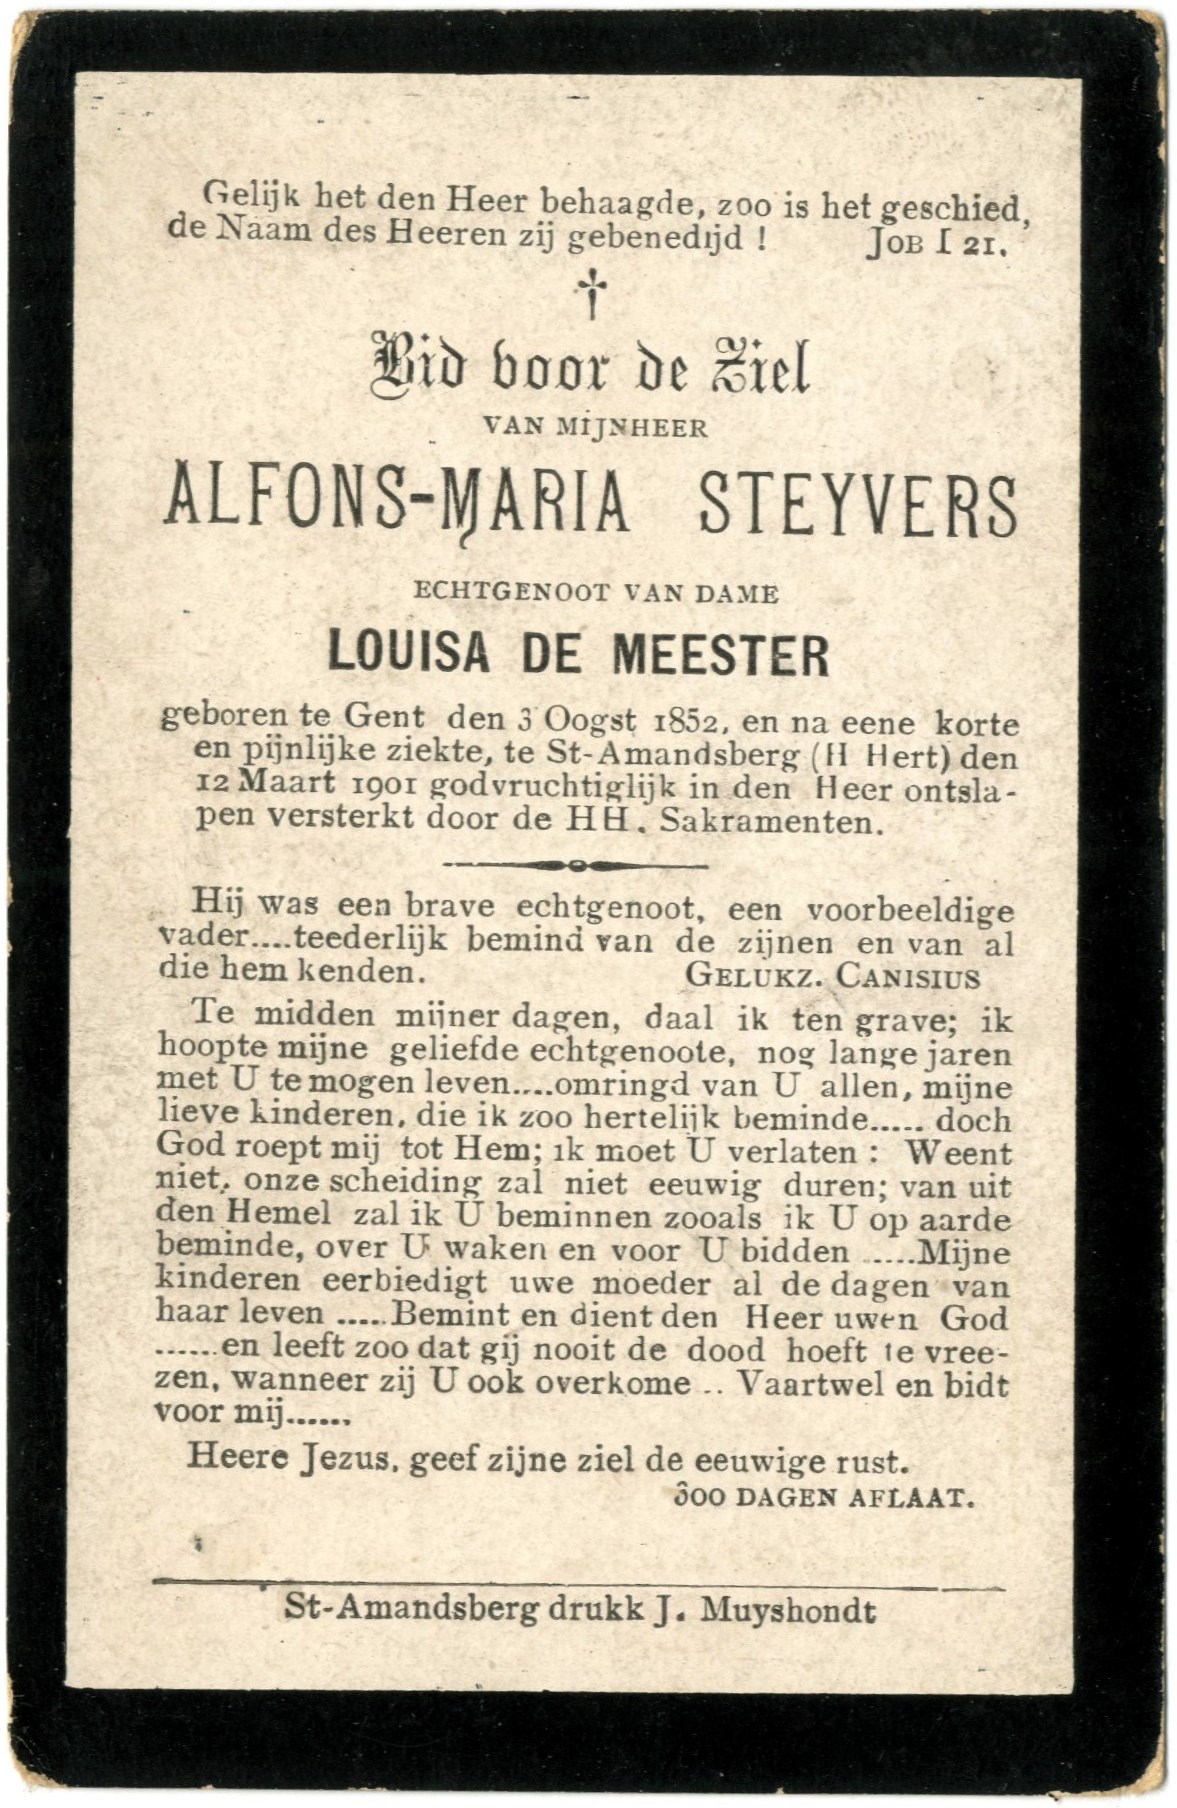 Gelijk het den Heer behaagde, zoo is het geschied,
de Naam des Heeren zij gebenedijd ! JOB I 21.
†
Bid voor de Ziel
VAN MIJNHEER
ALFONS-MARIA STEYVERS
ECHTGENOOT VAN DAME
LOUISA DE MEESTER
geboren te Gent den 3 Oogst 1852, en na eene korte
en pijnlijke ziekte, te St-Amandsberg (H Hert) den
12 Maart 1901 godvruchtiglijk in den Heer ontsla-
pen versterkt door de HH. Sakramenten.
Hij was een brave echtgenoot, een voorbeeldige
vader....teederlijk bemind van de zijnen en van al
die hem kenden. GELUKZ. CANISIUS
Te midden mijner dagen, daal ik ten grave; ik
hoopte mijne geliefde echtgenoote, nog lange jaren
met U te mogen leven....omringd van U allen, mijne
lieve kinderen, die ik zoo hertelijk beminde..... doch
God roept mij tot Hem; ik moet U verlaten : Weent
niet, onze scheiding zal niet eeuwig duren; van uit
den Hemel zal ik U beminnen zooals ik U op aarde
beminde, over U waken en voor U bidden .....Mijne
kinderen eerbiedigt uwe moeder al de dagen van
haar leven .....Bemint en dient den Heer uwen God
......en leeft zoo dat gij nooit de dood hoeft te vree-
zen, wanneer zij U ook overkome .. Vaartwel en bidt
voor mij......
Heere Jezus, geef zijne ziel de eeuwige rust.
300 DAGEN AFLAAT.
St-Amandsberg drukk J. Muyshondt